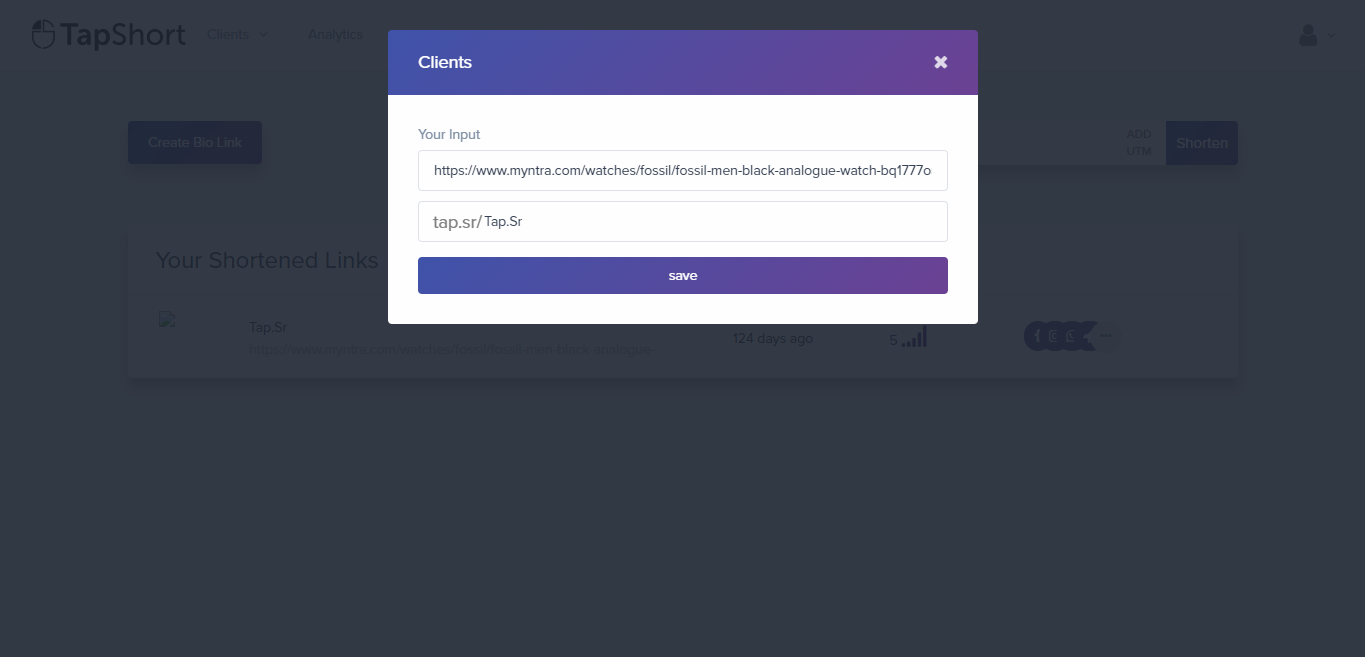 TapShort
Clients
Analytics
Clients
Your Input
https://www.myntra.com/watches/fossil/fossil-men-black-analogue-watch-bq1777o
tap.sr/Tap.Sr
save
Create Bio Link
ADD
UTM
Shorten
Your Shortened Links
Tap.Sr
https://www.myntra.com/watches/fossil/fossil-men-black-analogue-
124 days ago
5